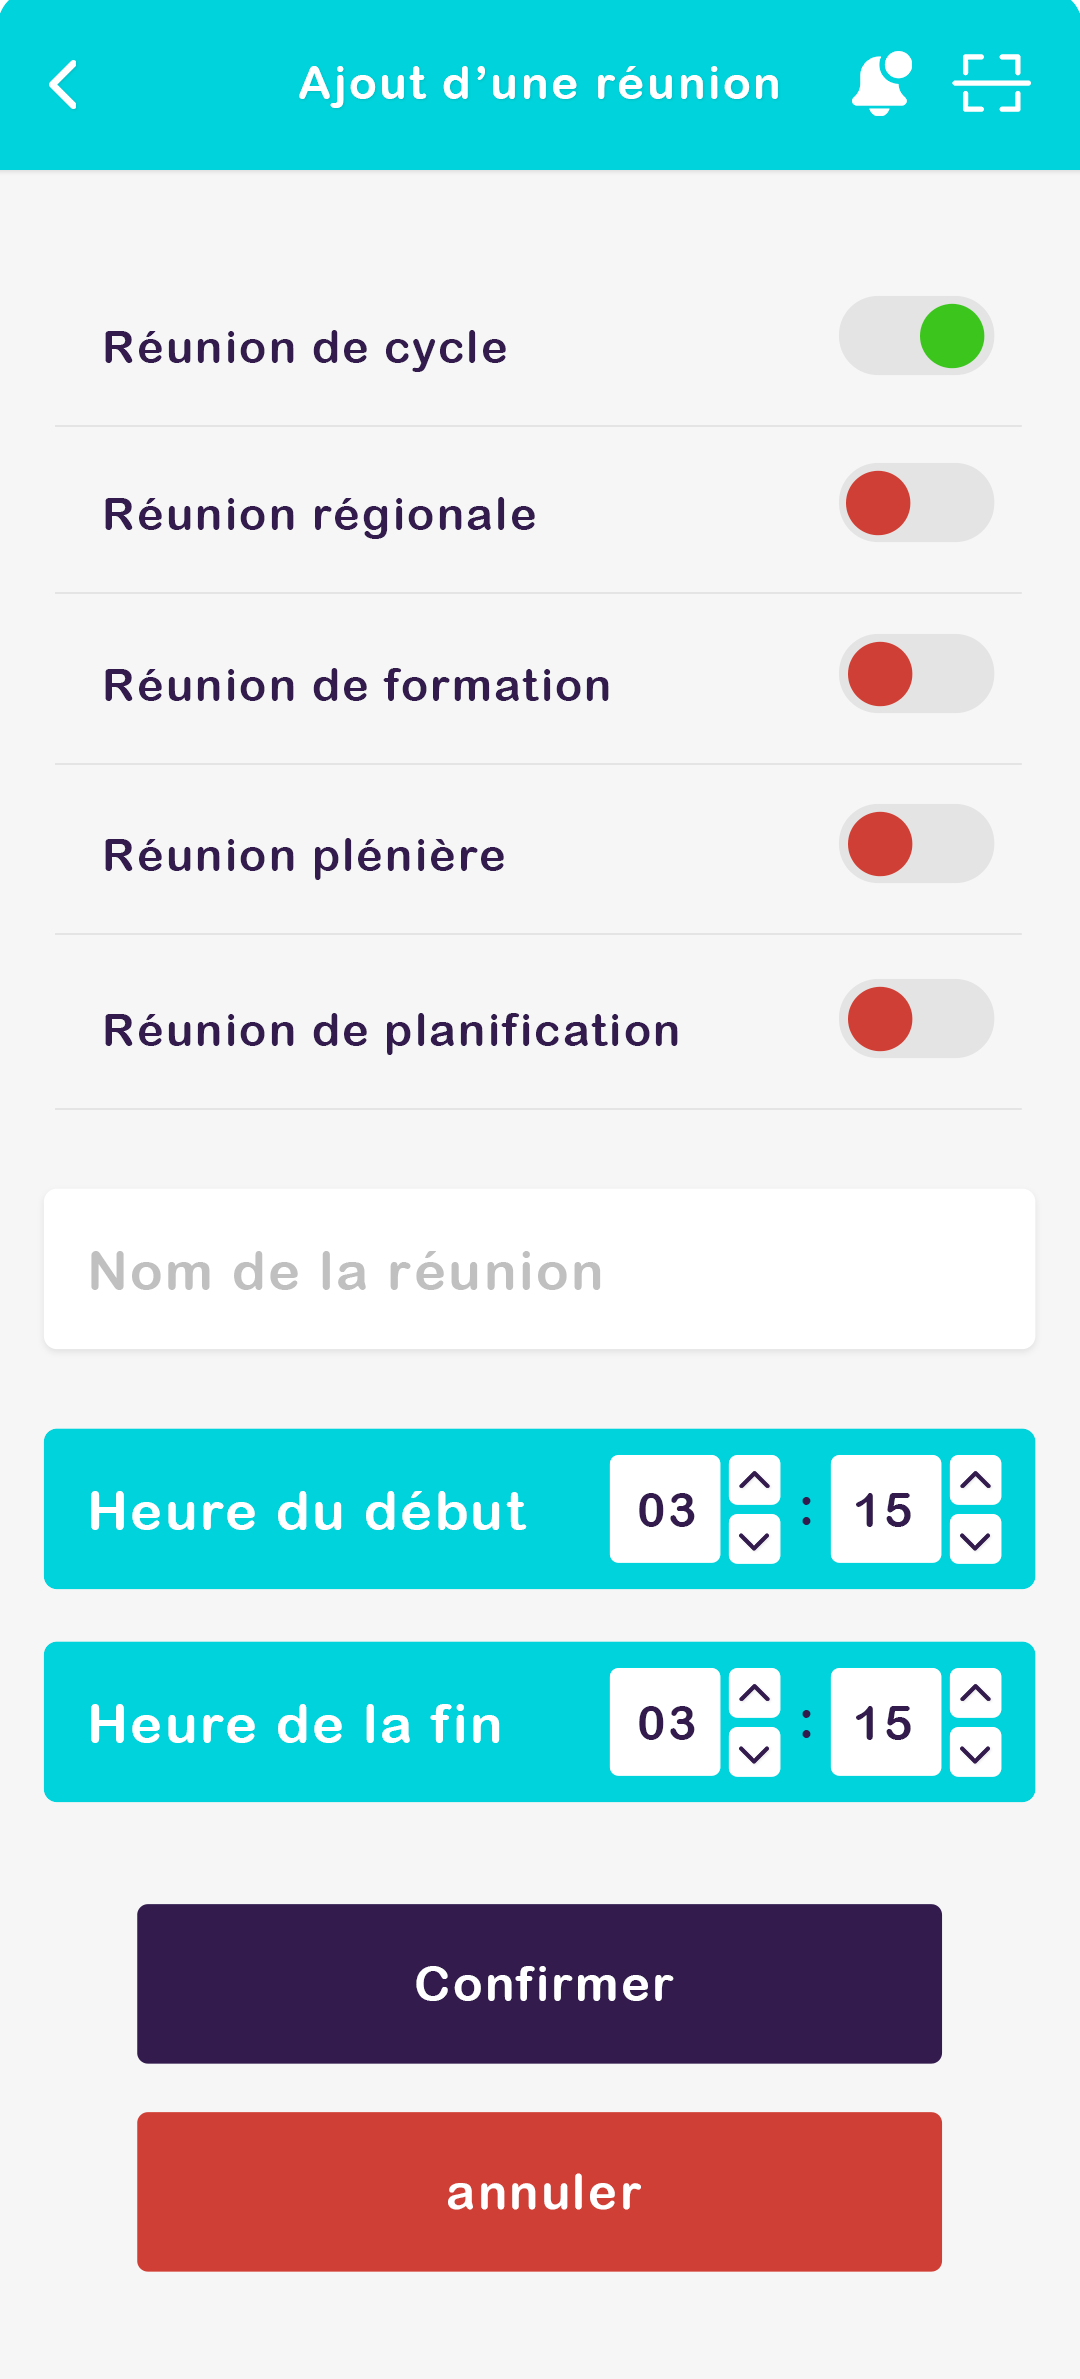 Ajout d’une réunion
Réunion de cycle
Réunion régionale
Réunion de formation
Réunion plénière
Réunion de planification
Nom de la réunion
Heure du début 03 : 15
Heure de la fin 03 : 15
Confirmer
annuler